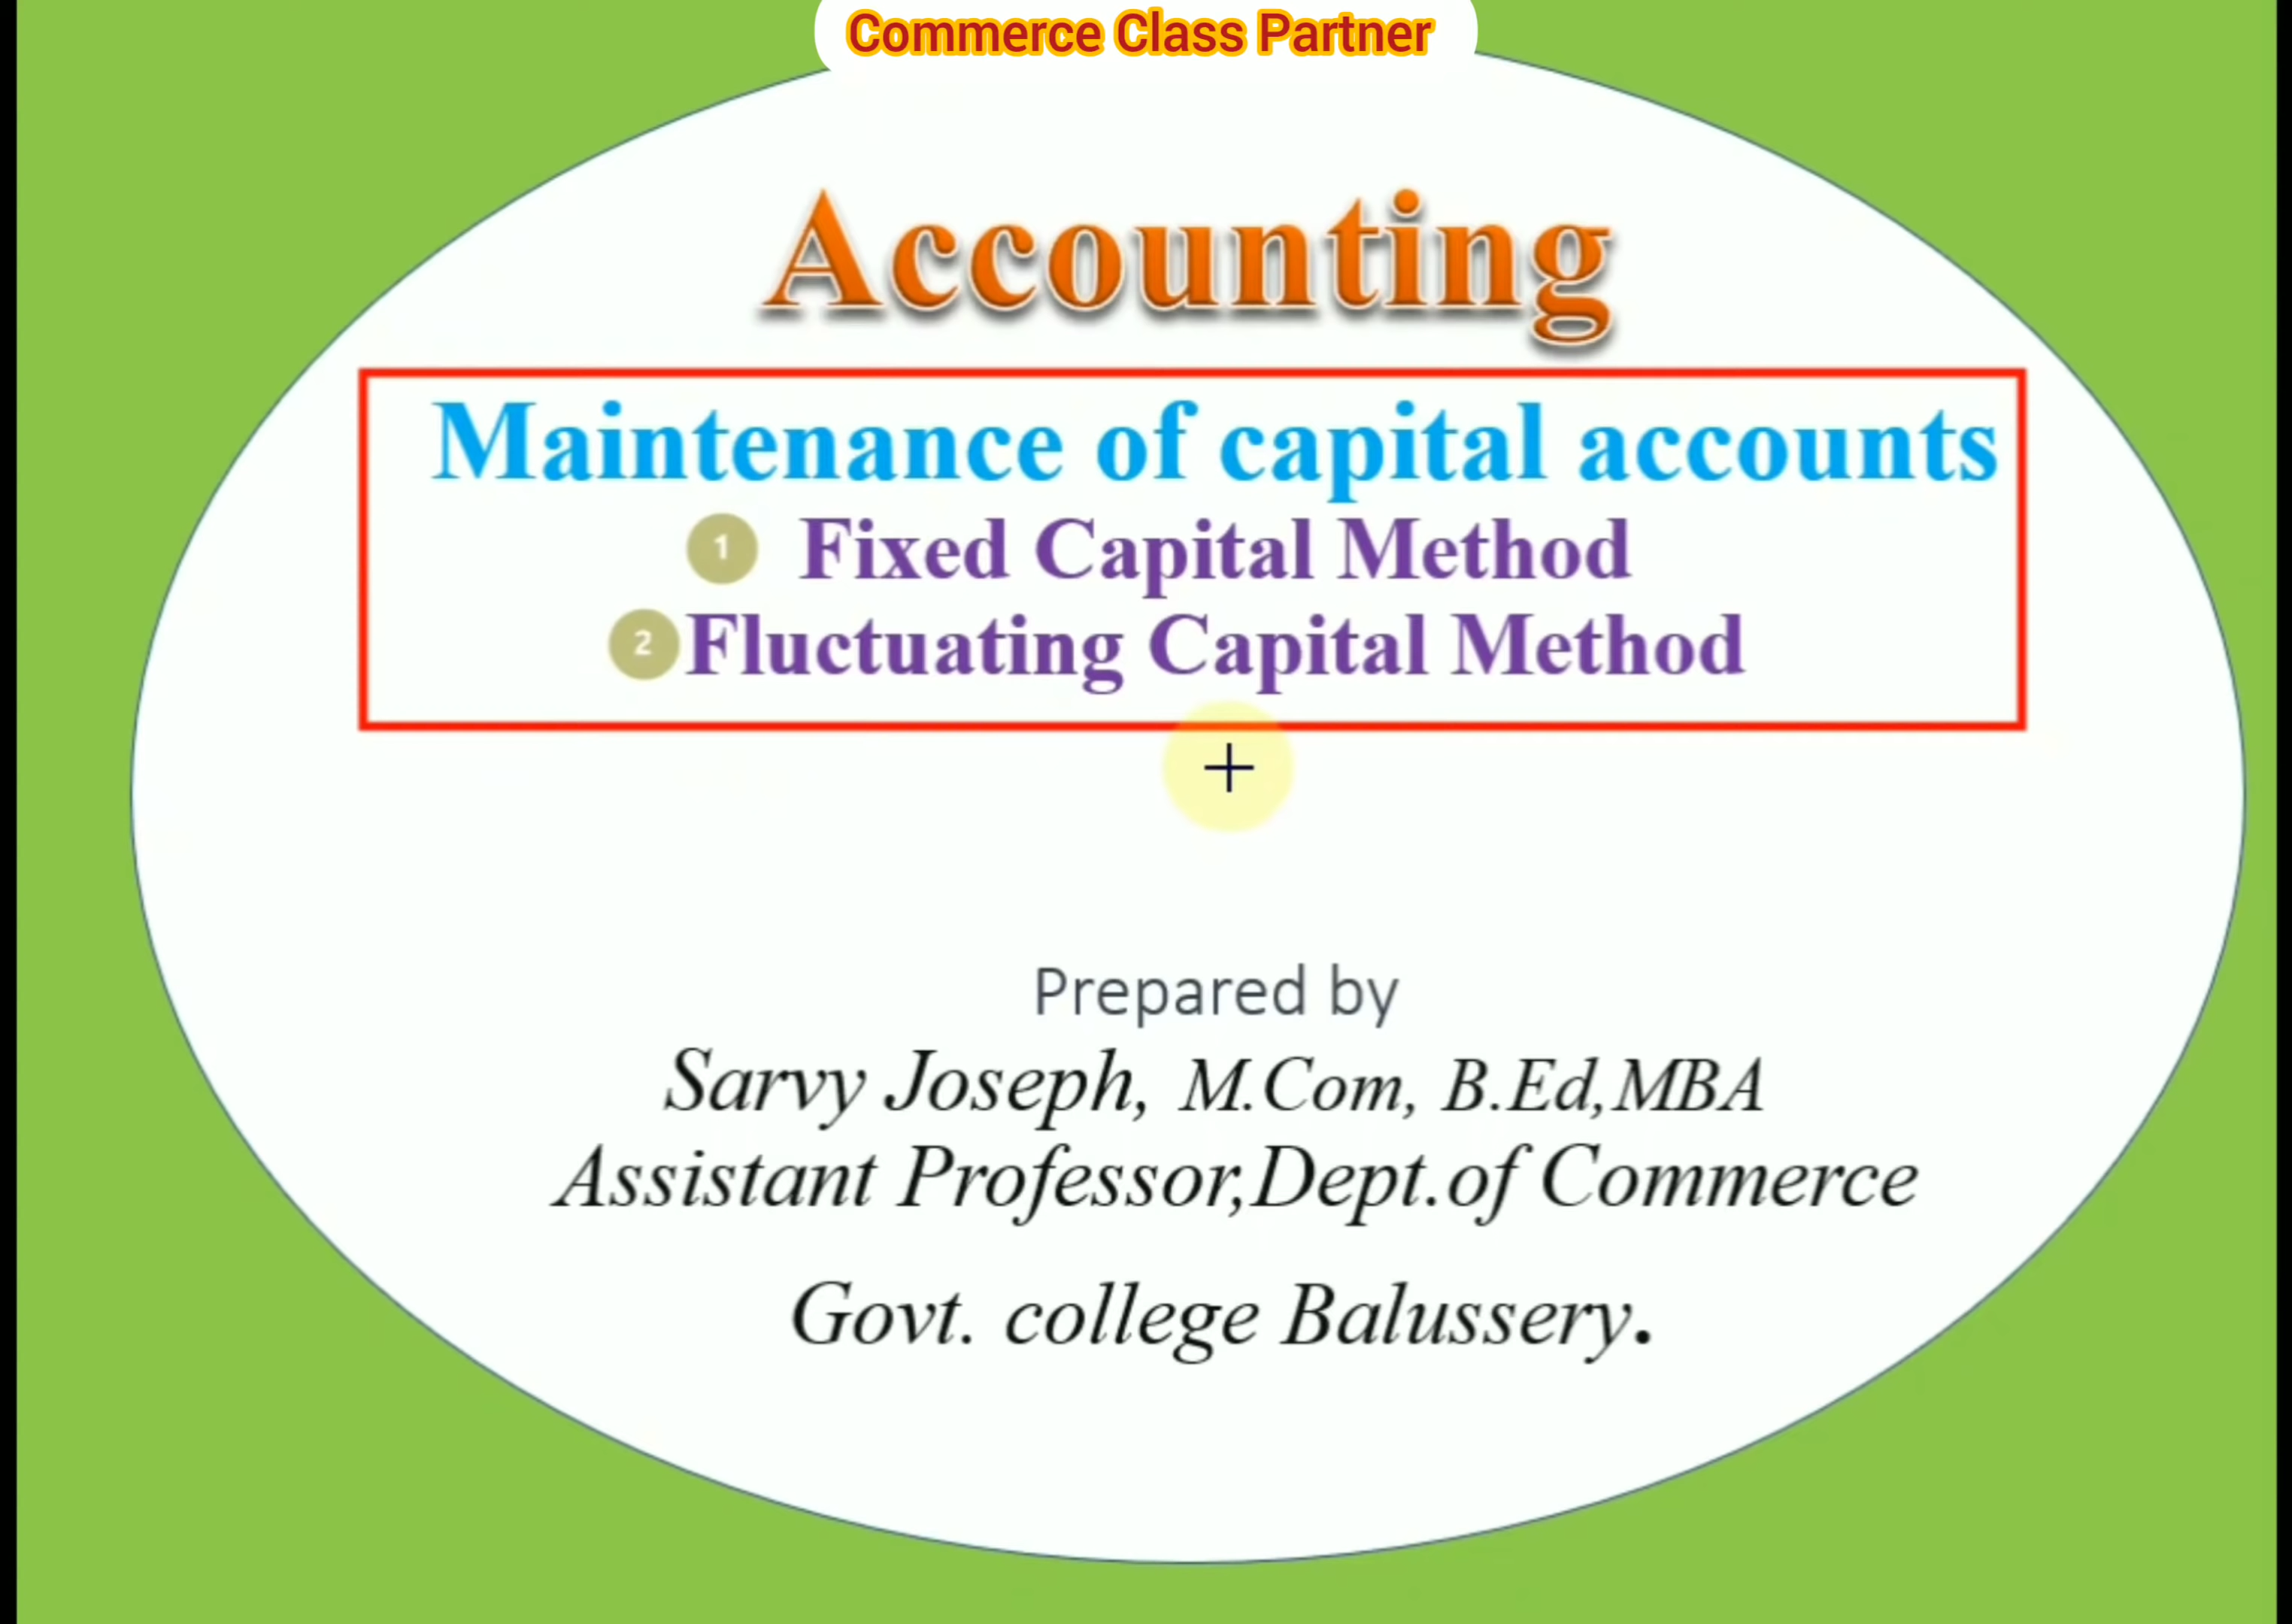 Commerce Class Partner
Accounting
Maintenance of capital accounts
1 Fixed Capital Method
2 Fluctuating Capital Method
Prepared by
Sarvy Joseph, M.Com, B.Ed,MBA
Assistant Professor,Dept.of Commerce
Govt. college Balussery.